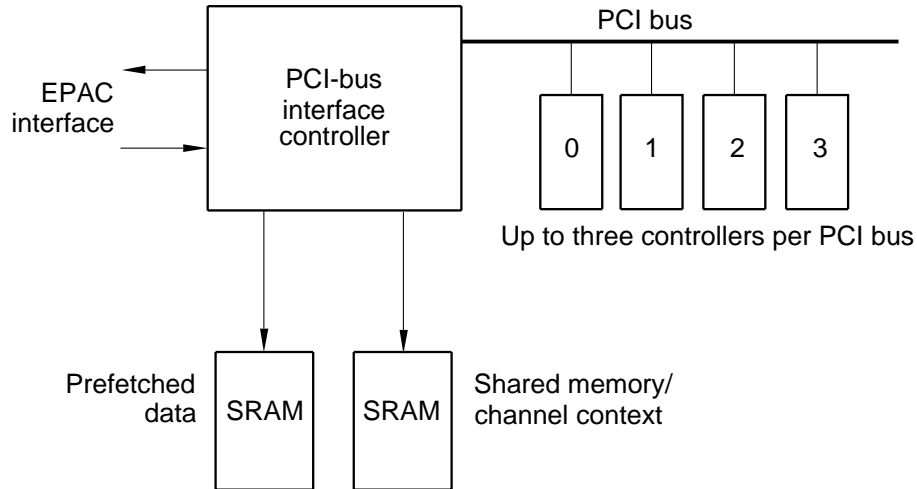 PCI bus
PCI-bus
interface
controller
EPAC
interface
0
1
2
3
Up to three controllers per PCI bus
Prefetched
data
SRAM
SRAM
Shared memory/
channel context